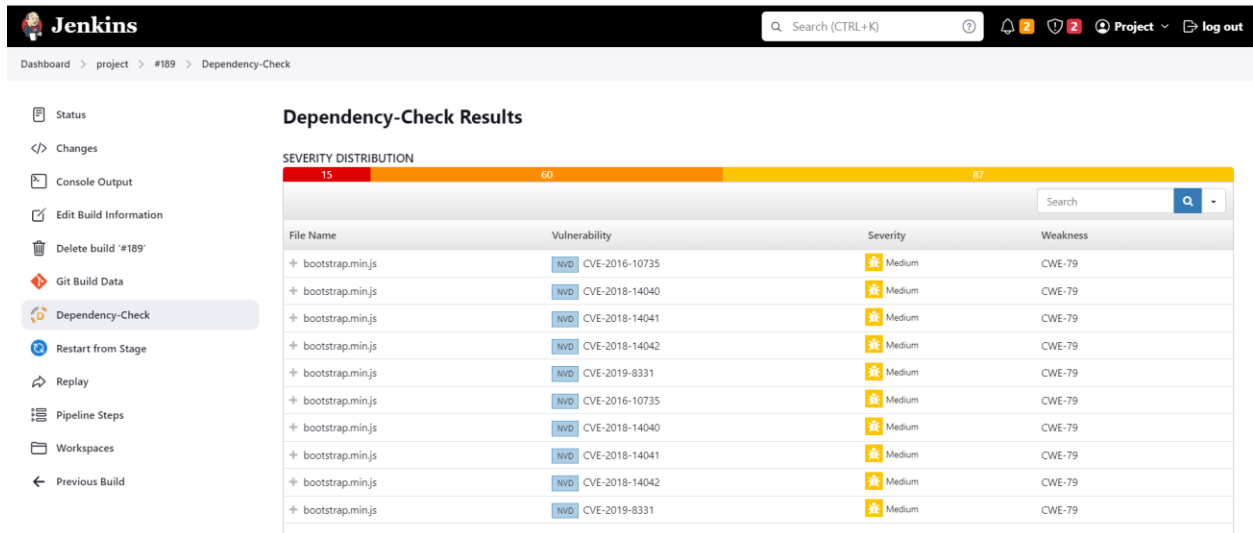 Jenkins
Search (CTRL+K)
2
2
Project
log out
Dashboard > project > #189 > Dependency-Check
Status
Changes
Console Output
Edit Build Information
Delete build '#189'
Git Build Data
Dependency-Check
Restart from Stage
Replay
Pipeline Steps
Workspaces
Previous Build
Dependency-Check Results
SEVERITY DISTRIBUTION
15 60 87
Search
File Name Vulnerability Severity Weakness
+ bootstrap.min.js NVD CVE-2016-10735 Medium CWE-79
+ bootstrap.min.js NVD CVE-2018-14040 Medium CWE-79
+ bootstrap.min.js NVD CVE-2018-14041 Medium CWE-79
+ bootstrap.min.js NVD CVE-2018-14042 Medium CWE-79
+ bootstrap.min.js NVD CVE-2019-8331 Medium CWE-79
+ bootstrap.min.js NVD CVE-2016-10735 Medium CWE-79
+ bootstrap.min.js NVD CVE-2018-14040 Medium CWE-79
+ bootstrap.min.js NVD CVE-2018-14041 Medium CWE-79
+ bootstrap.min.js NVD CVE-2018-14042 Medium CWE-79
+ bootstrap.min.js NVD CVE-2019-8331 Medium CWE-79